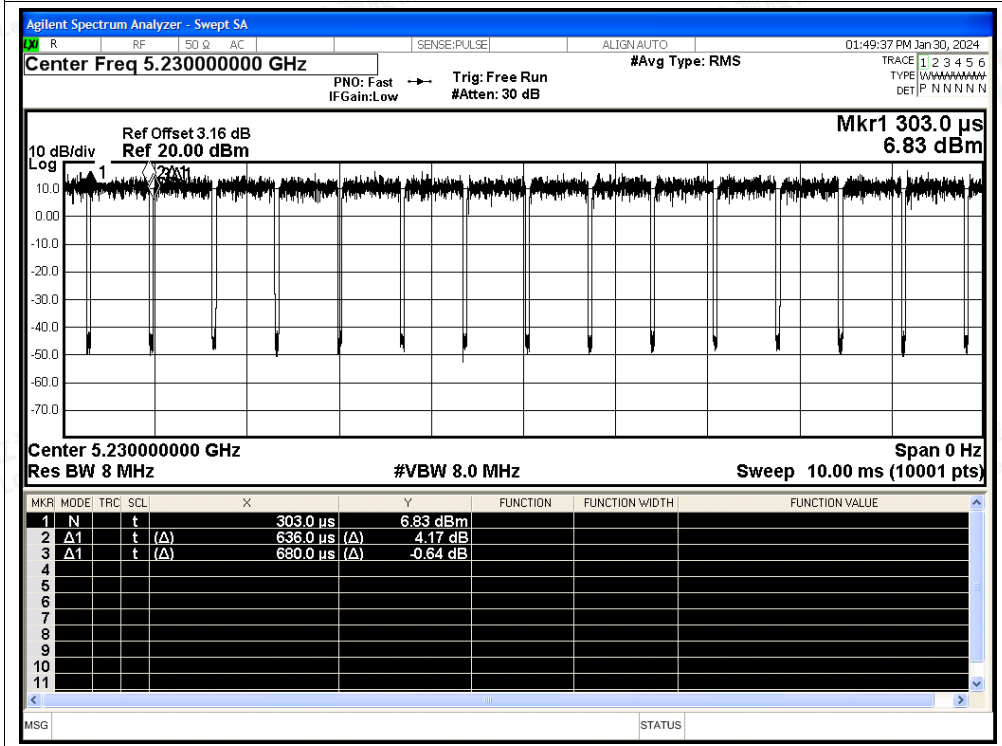 Agilent Spectrum Analyzer - Swept SA
LXI R RF 50 Ω AC SENSE:PULSE ALIGN AUTO 01:49:37 PM Jan 30, 2024
Center Freq 5.230000000 GHz #Avg Type: RMS TRACE 1 2 3 4 5 6
PNO: Fast Trig: Free Run TYPE
IFGain:Low #Atten: 30 dB DET P N N N N N
Mkr1 303.0 µs
Ref Offset 3.16 dB
10 dB/div Ref 20.00 dBm 6.83 dBm
Log
1
10.0
0.00
-10.0
-20.0
-30.0
-40.0
-50.0
-60.0
-70.0
Center 5.230000000 GHz Span 0 Hz
Res BW 8 MHz #VBW 8.0 MHz Sweep 10.00 ms (10001 pts)
MKR MODE TRC SCL X Y FUNCTION FUNCTION WIDTH FUNCTION VALUE
1 N t 303.0 µs 6.83 dBm
2 Δ1 t (Δ) 636.0 µs (Δ) 4.17 dB
3 Δ1 t (Δ) 680.0 µs (Δ) -0.64 dB
4
5
6
7
8
9
10
11
MSG STATUS